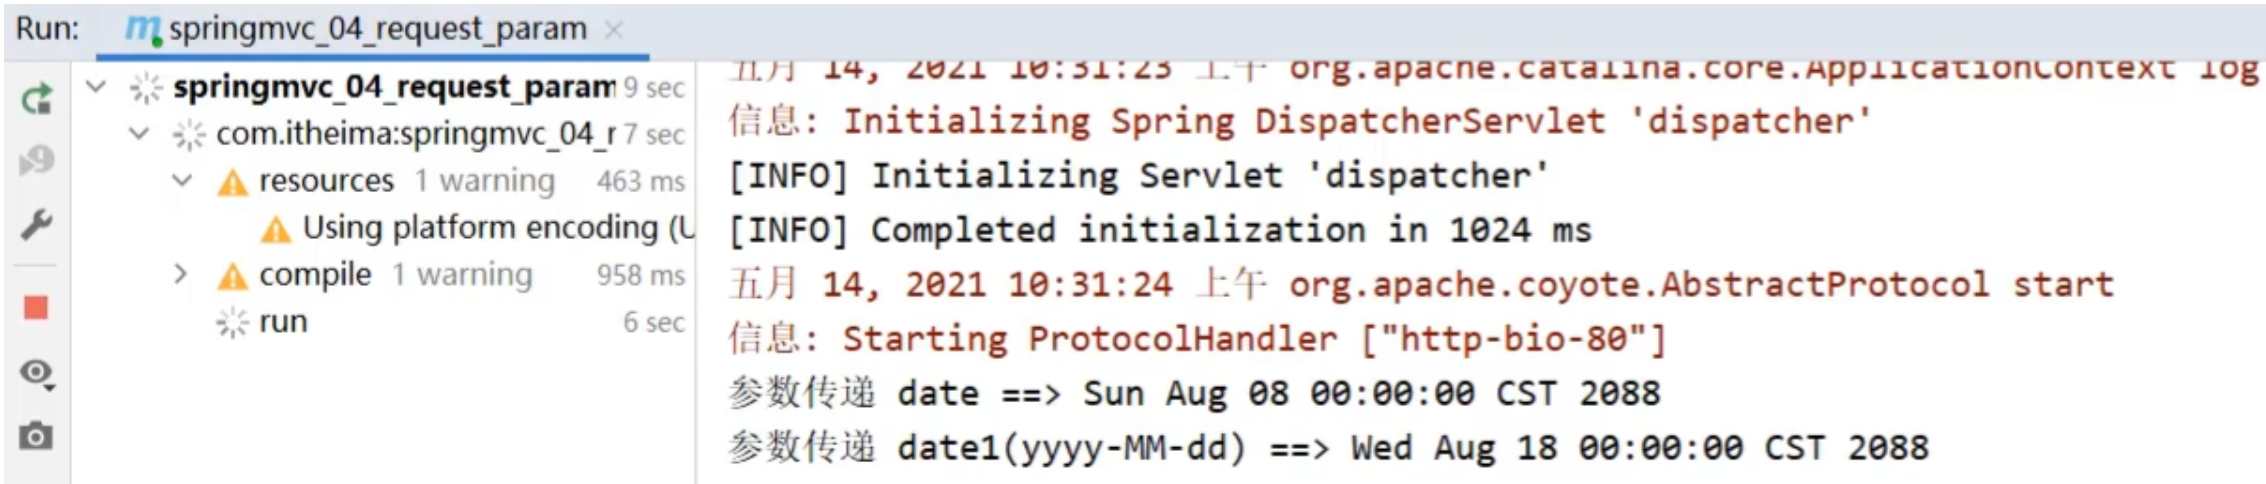 Run: springmvc_04_request_param
springmvc_04_request_param 9 sec
com.itheima:springmvc_04_r 7 sec
resources 1 warning 463 ms
Using platform encoding (U
compile 1 warning 958 ms
run 6 sec
五月 14, 2021 10:31:23 上午 org.apache.catalina.core.ApplicationContext log
信息: Initializing Spring DispatcherServlet 'dispatcher'
[INFO] Initializing Servlet 'dispatcher'
[INFO] Completed initialization in 1024 ms
五月 14, 2021 10:31:24 上午 org.apache.coyote.AbstractProtocol start
信息: Starting ProtocolHandler ["http-bio-80"]
参数传递 date ==> Sun Aug 08 00:00:00 CST 2088
参数传递 date1(yyyy-MM-dd) ==> Wed Aug 18 00:00:00 CST 2088